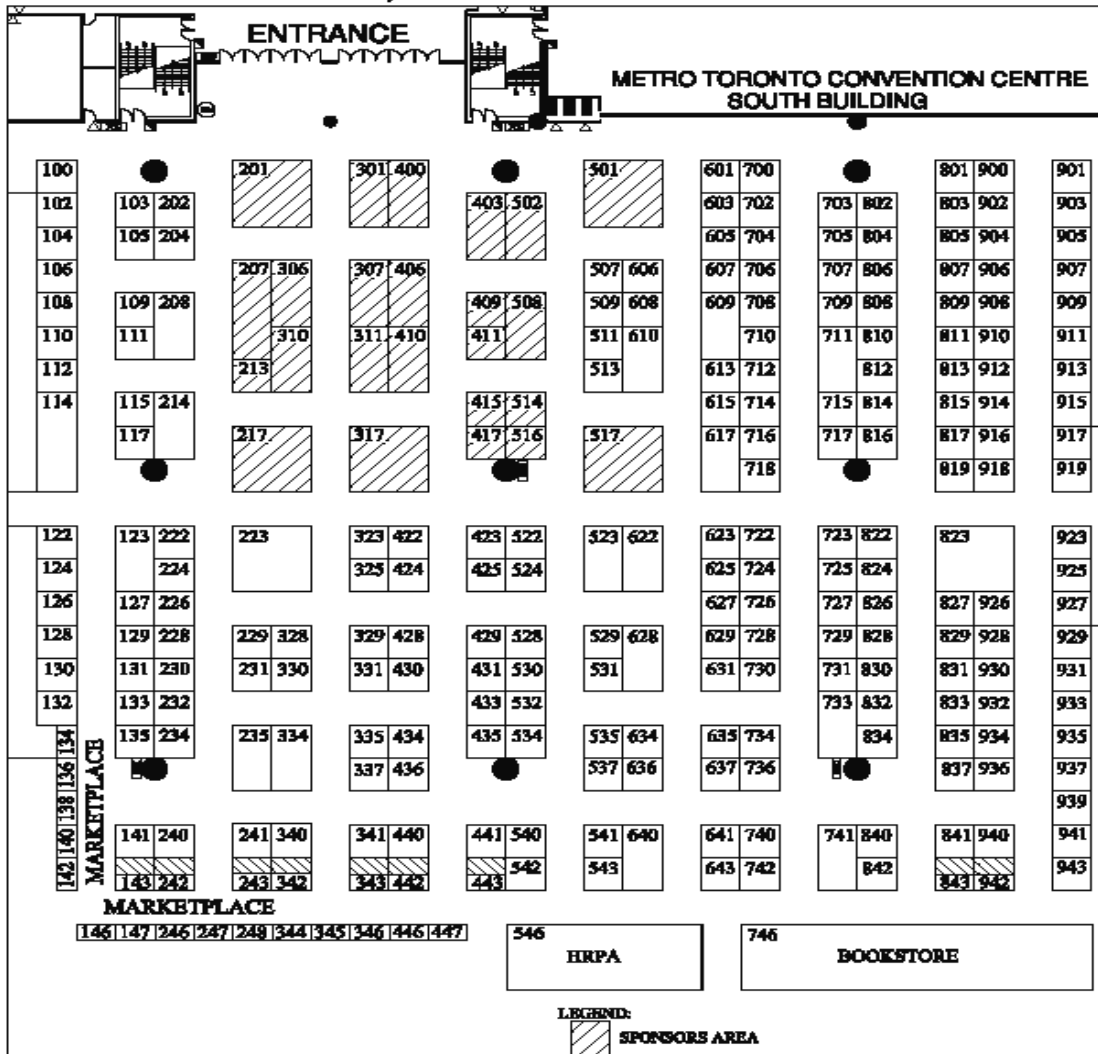 ENTRANCE
METRO TORONTO CONVENTION CENTRE
SOUTH BUILDING
100 201 301 400 501 601 700 801 900 901
102 103 202 403 502 603 702 703 802 803 902 903
104 105 204 605 704 705 804 805 904 905
106 207 306 307 406 507 606 607 706 707 806 807 906 907
108 109 208 409 508 509 608 609 708 709 808 809 908 909
110 111 310 311 410 411 511 610 710 711 810 811 910 911
112 213 513 613 712 812 813 912 913
114 115 214 415 514 615 714 715 814 815 914 915
117 217 317 417 516 517 617 716 717 816 817 916 917
718 819 918 919
122 123 222 223 323 422 423 522 523 622 623 722 723 822 823 923
124 224 325 424 425 524 625 724 725 824 925
126 127 226 627 726 727 826 827 926 927
128 129 228 229 328 329 428 429 528 529 628 629 728 729 828 829 928 929
130 131 230 231 330 331 430 431 530 531 631 730 731 830 831 930 931
132 133 232 433 532 733 832 833 932 933
134 135 234 235 334 335 434 435 534 535 634 635 734 834 835 934 935
136 337 436 537 636 637 736 837 936 937
138 939
140 141 240 241 340 341 440 441 540 541 640 641 740 741 840 841 940 941
142 542 543 643 742 842 943
143 242 243 342 343 442 443 843 942
MARKETPLACE
MARKETPLACE
146 147 246 247 248 344 345 346 446 447
546
HRPA
746
BOOKSTORE
LEGEND:
SPONSORS AREA